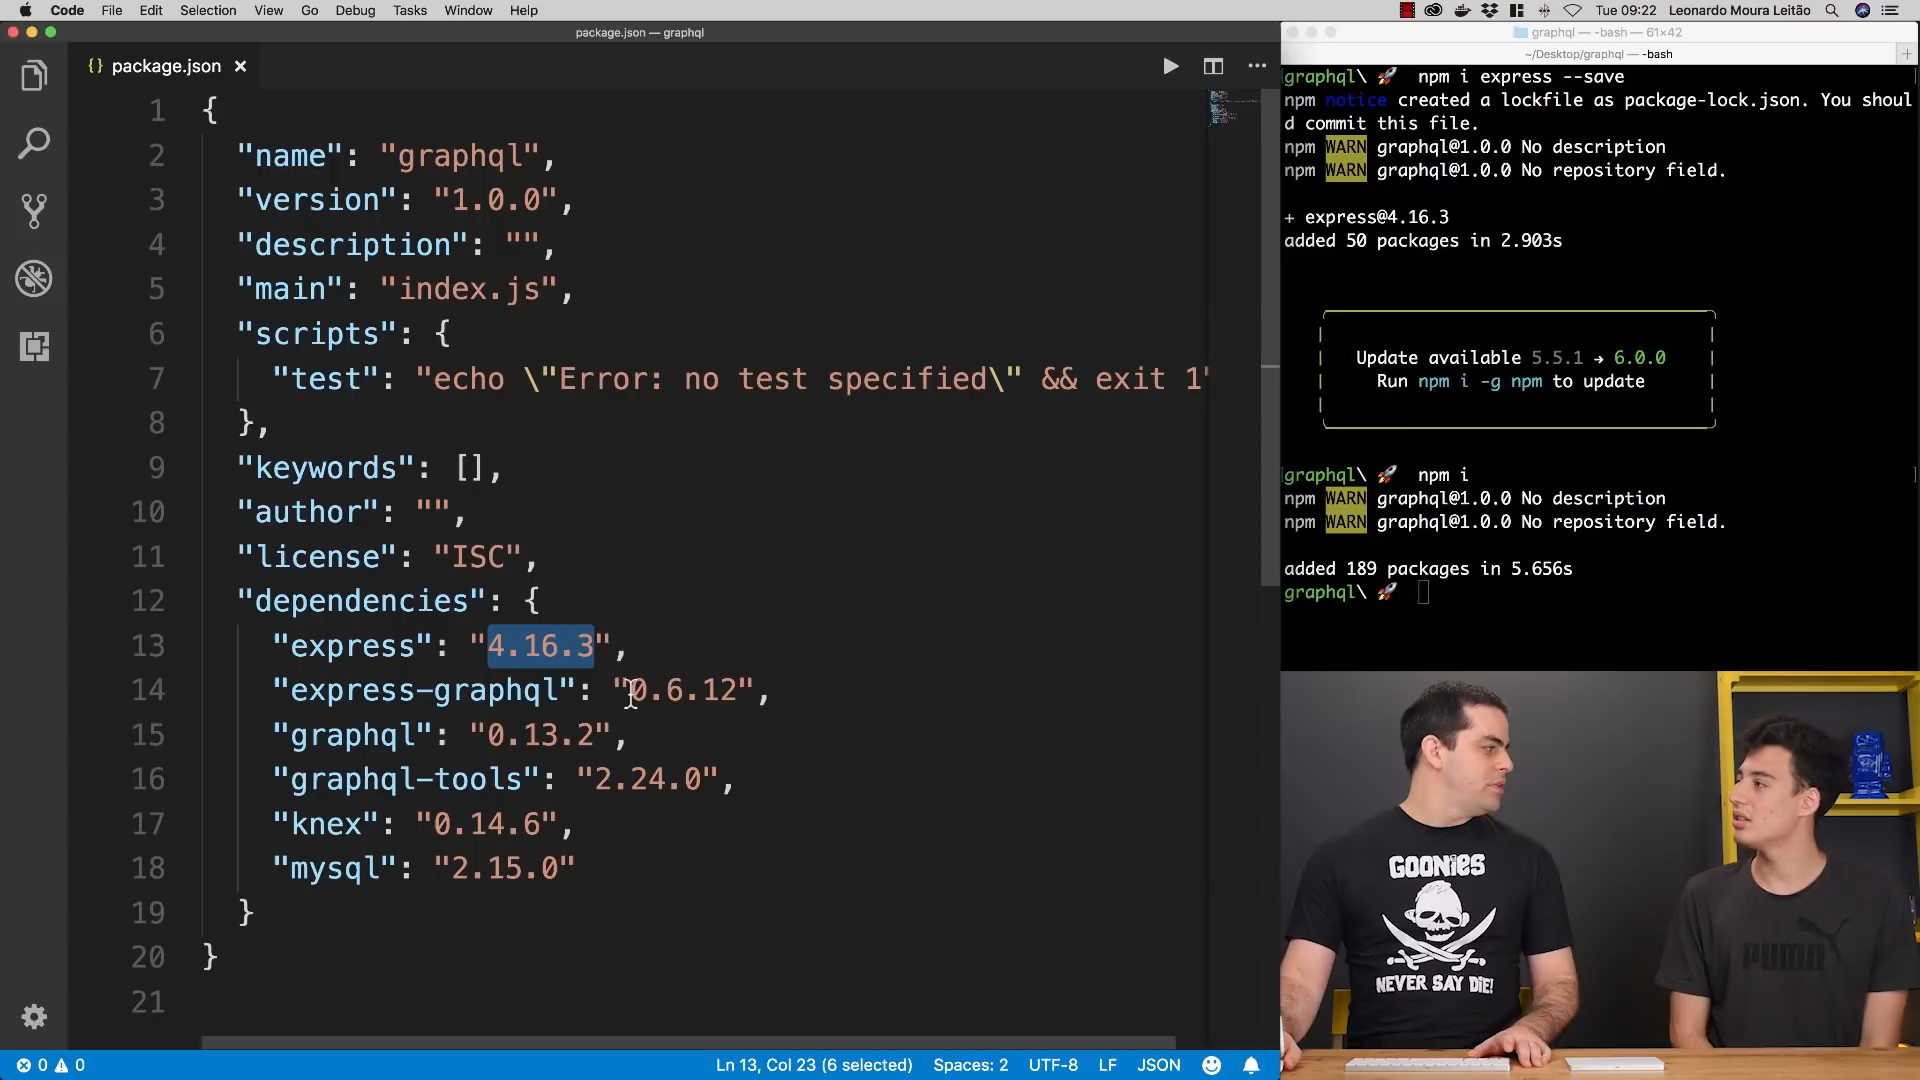 Code File Edit Selection View Go Debug Tasks Window Help
Tue 09:22 Leonardo Moura Leitão
package.json — graphql
{} package.json ×
1 {
2 "name": "graphql",
3 "version": "1.0.0",
4 "description": "",
5 "main": "index.js",
6 "scripts": {
7 "test": "echo \"Error: no test specified\" && exit 1"
8 },
9 "keywords": [],
10 "author": "",
11 "license": "ISC",
12 "dependencies": {
13 "express": "4.16.3",
14 "express-graphql": "0.6.12",
15 "graphql": "0.13.2",
16 "graphql-tools": "2.24.0",
17 "knex": "0.14.6",
18 "mysql": "2.15.0"
19 }
20 }
21
0 0
Ln 13, Col 23 (6 selected) Spaces: 2 UTF-8 LF JSON
graphql — -bash — 61×42
~/Desktop/graphql — -bash
graphql\ 🚀 npm i express --save
npm notice created a lockfile as package-lock.json. You shoul
d commit this file.
npm WARN graphql@1.0.0 No description
npm WARN graphql@1.0.0 No repository field.
+ express@4.16.3
added 50 packages in 2.903s
Update available 5.5.1 → 6.0.0
Run npm i -g npm to update
graphql\ 🚀 npm i
npm WARN graphql@1.0.0 No description
npm WARN graphql@1.0.0 No repository field.
added 189 packages in 5.656s
graphql\ 🚀
GOONIES
NEVER SAY DIE!
PUMA